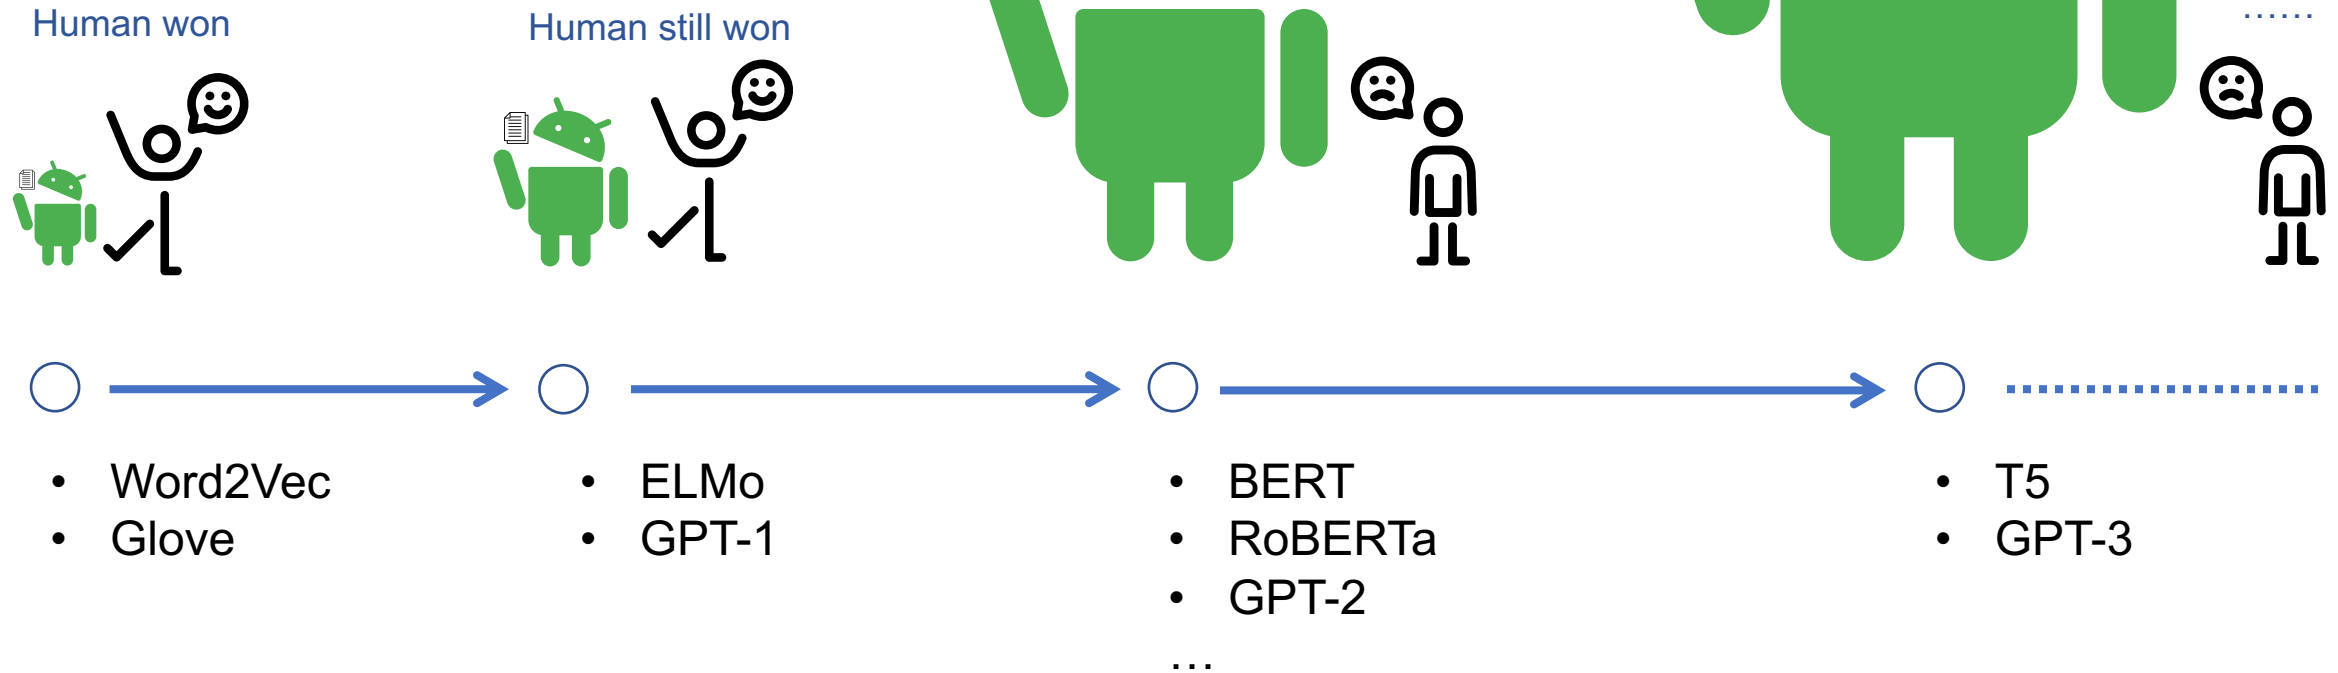 Human won
Human still won
......
• Word2Vec
• Glove
• ELMo
• GPT-1
• BERT
• RoBERTa
• GPT-2
...
• T5
• GPT-3